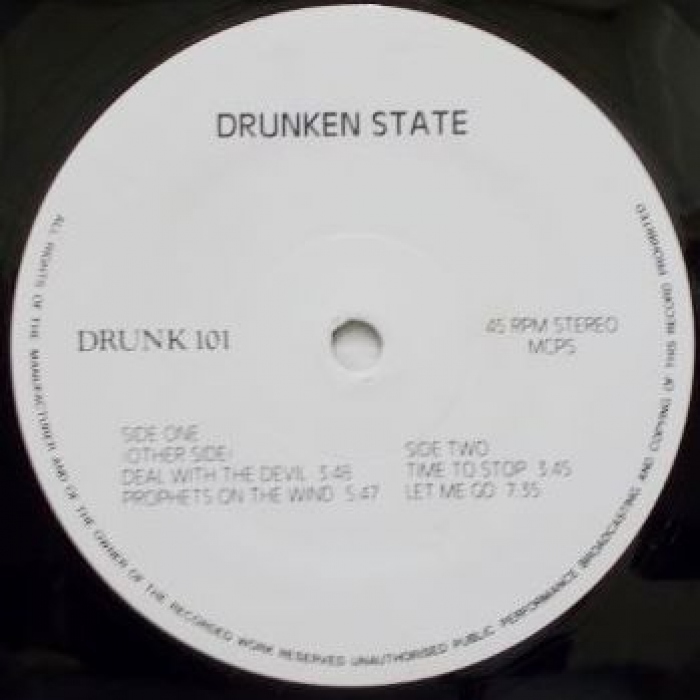 DRUNKEN STATE
DRUNK 101
45 RPM STEREO
MCPS
SIDE ONE
(OTHER SIDE)
DEAL WITH THE DEVIL 3:48
PROPHETS ON THE WIND 5:47
SIDE TWO
TIME TO STOP 3:45
LET ME GO 7:35
ALL RIGHTS OF THE MANUFACTURER AND OF THE OWNER OF THE RECORDED WORK RESERVED UNAUTHORISED PUBLIC PERFORMANCE BROADCASTING AND COPYING OF THIS RECORD PROHIBITED